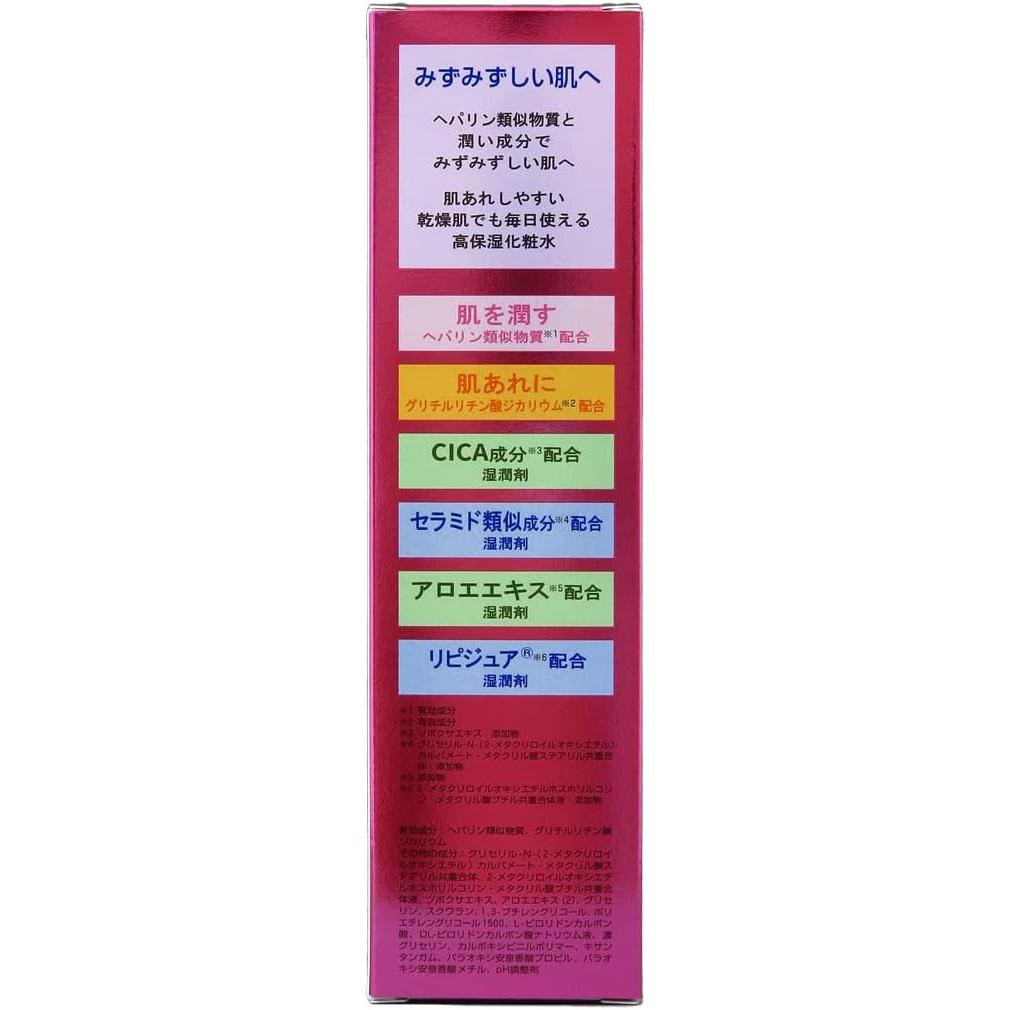 みずみずしい肌へ
ヘパリン類似物質と
潤い成分で
みずみずしい肌へ
肌あれしやすい
乾燥肌でも毎日使える
高保湿化粧水
肌を潤す
ヘパリン類似物質※1配合
肌あれに
グリチルリチン酸ジカリウム※2配合
CICA成分※3配合
湿潤剤
セラミド類似成分※4配合
湿潤剤
アロエエキス※5配合
湿潤剤
リピジュア®※6配合
湿潤剤
※1 有効成分
※2 有効成分
※3 ツボクサエキス：添加物
※4 グリセリル-N-(2-メタクリロイルオキシエチル)
カルバメート・メタクリル酸ステアリル共重合
体：添加物
※5 添加物
※6 2-メタクリロイルオキシエチルホスホリルコリ
ン・メタクリル酸ブチル共重合体液：添加物
有効成分：ヘパリン類似物質、グリチルリチン酸
ジカリウム
その他の成分：グリセリル-N-(2-メタクリロイ
ルオキシエチル)カルバメート・メタクリル酸ス
テアリル共重合体、2-メタクリロイルオキシエチ
ルホスホリルコリン・メタクリル酸ブチル共重合
体液、ツボクサエキス、アロエエキス(2)、グリセ
リン、スクワラン、1,3-ブチレングリコール、ポリ
エチレングリコール1500、L-ピロリドンカルボン
酸、DL-ピロリドンカルボン酸ナトリウム液、濃
グリセリン、カルボキシビニルポリマー、キサン
タンガム、パラオキシ安息香酸プロピル、パラオ
キシ安息香酸メチル、pH調整剤